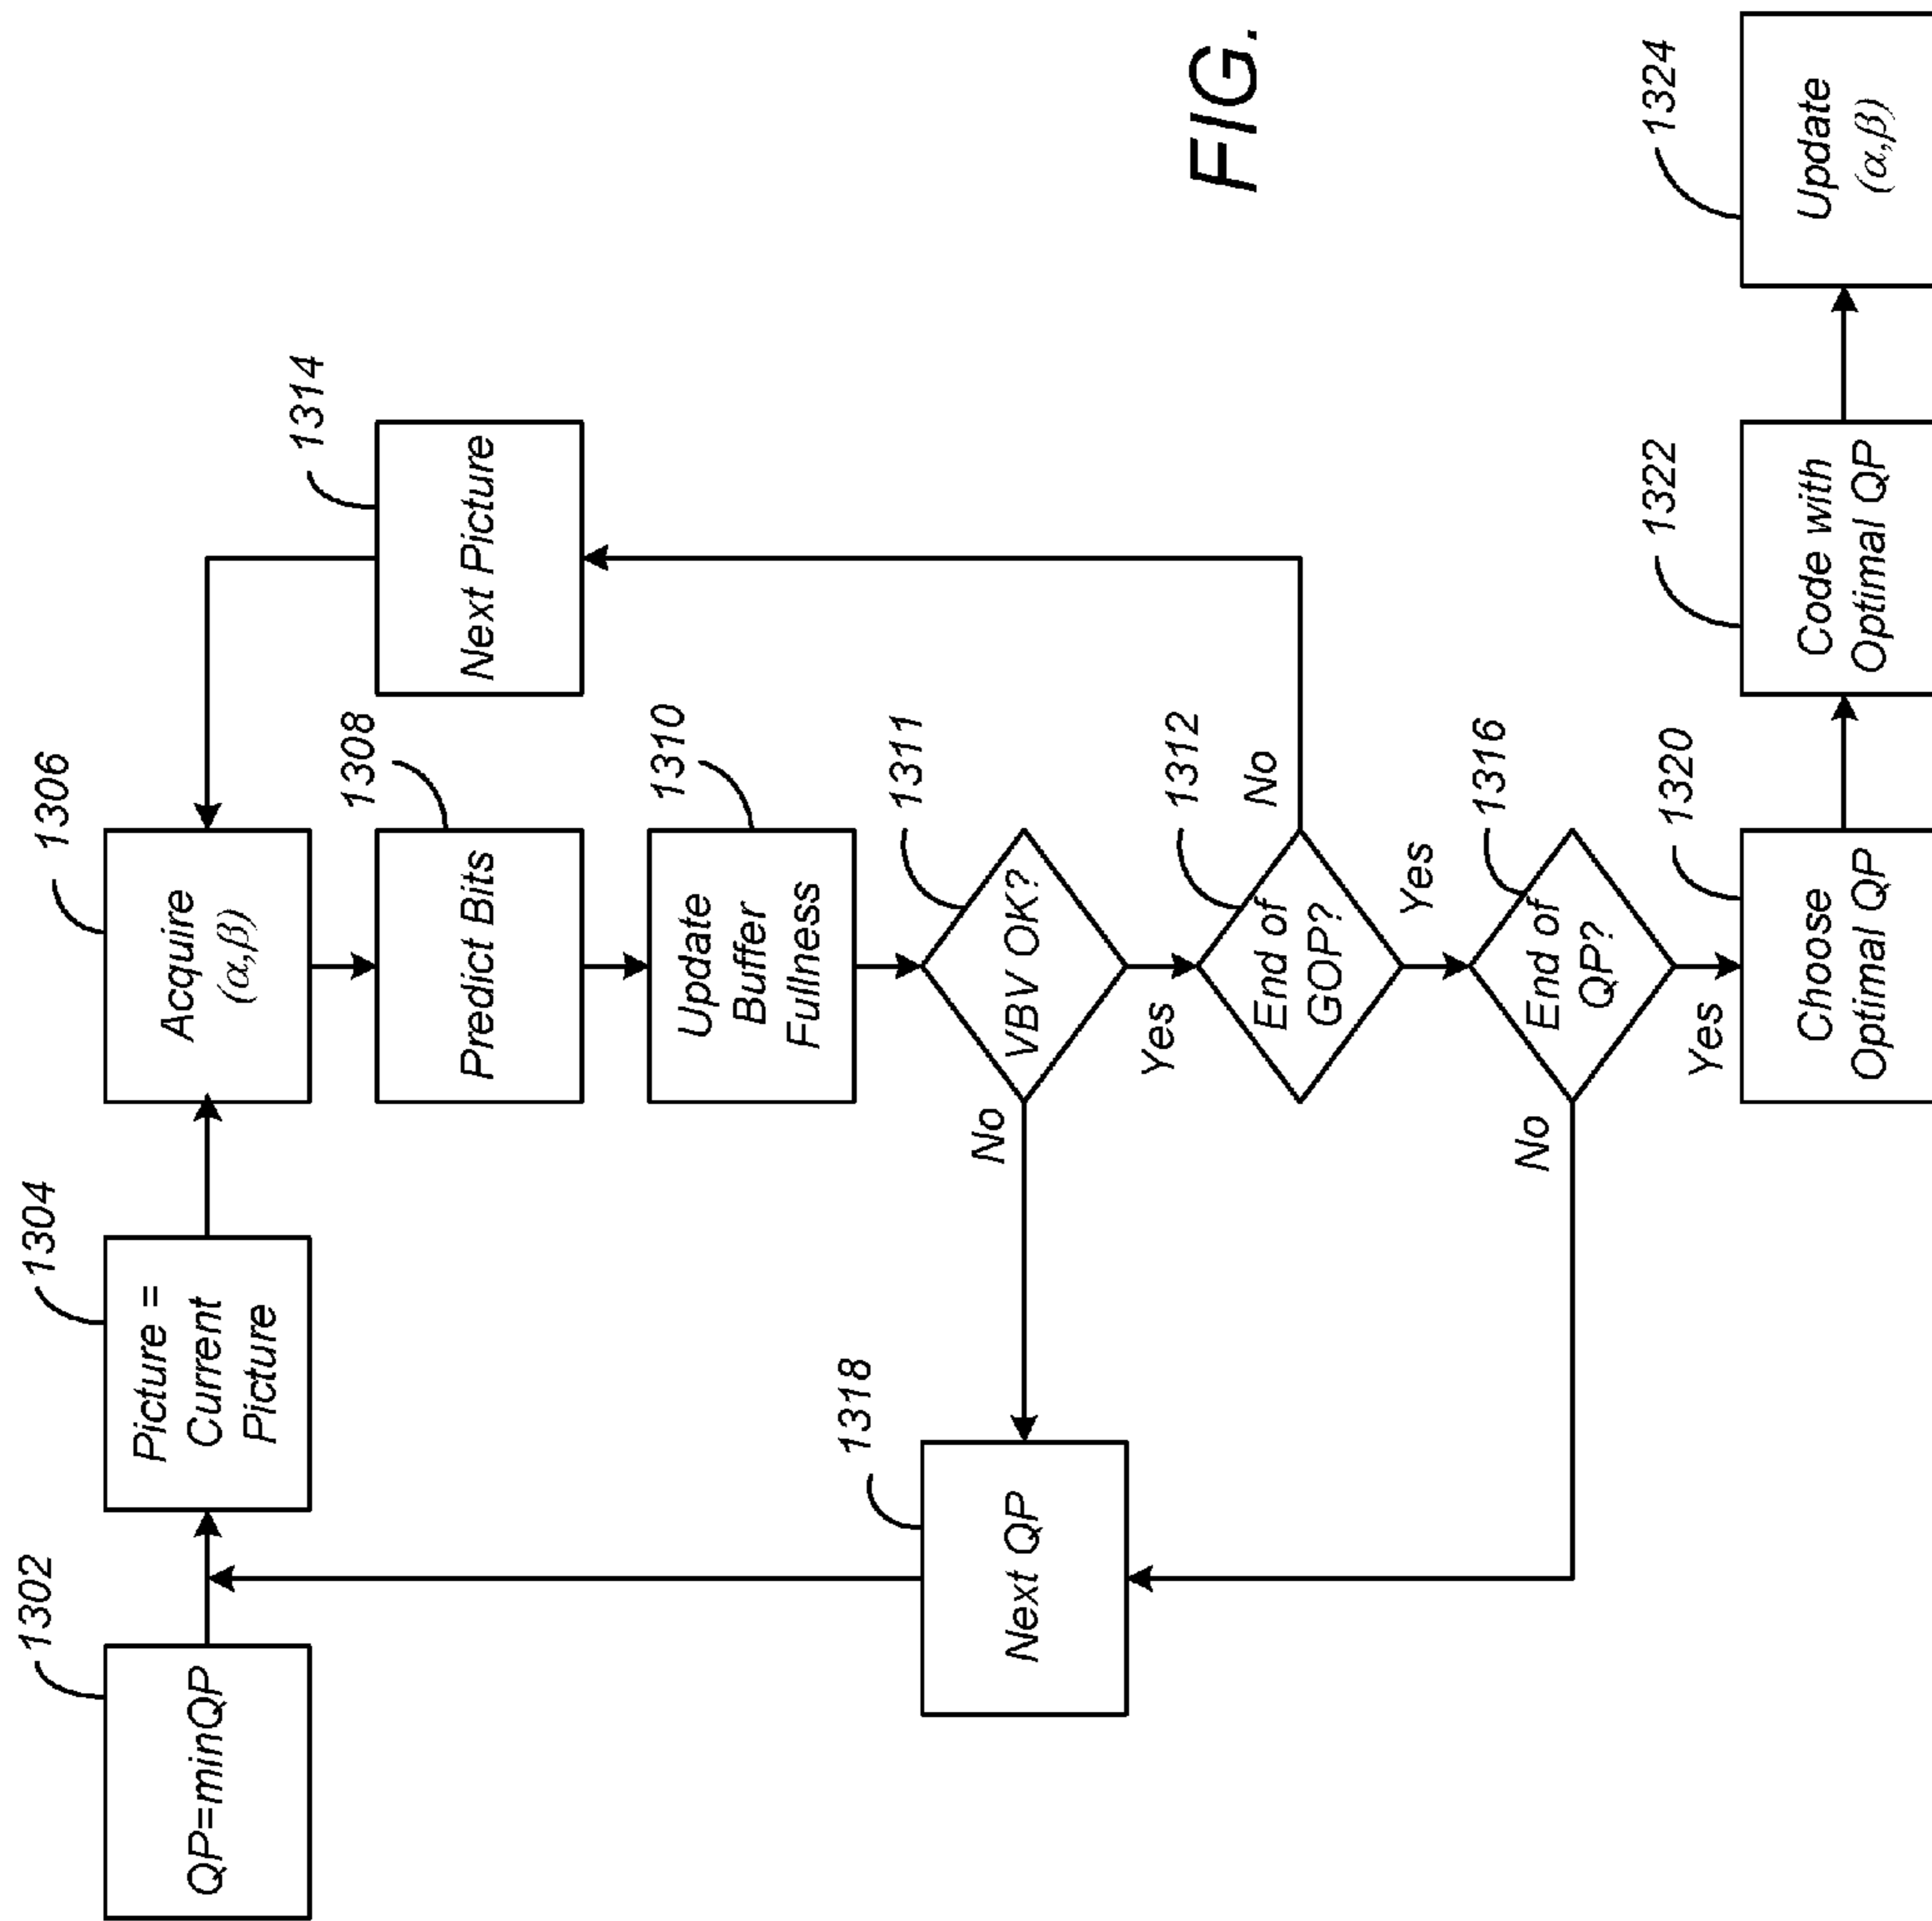 1302
QP=minQP
1304
Picture =
Current
Picture
1306
Acquire
(α,β)
1308
Predict Bits
1314
Next Picture
1310
Update
Buffer
Fullness
1318
Next QP
No
1311
VBV OK?
Yes
1312
End of
GOP?
No
Yes
1316
End of
QP?
No
Yes
1320
Choose
Optimal QP
1322
Code with
Optimal QP
1324
Update
(α,β)
FIG.